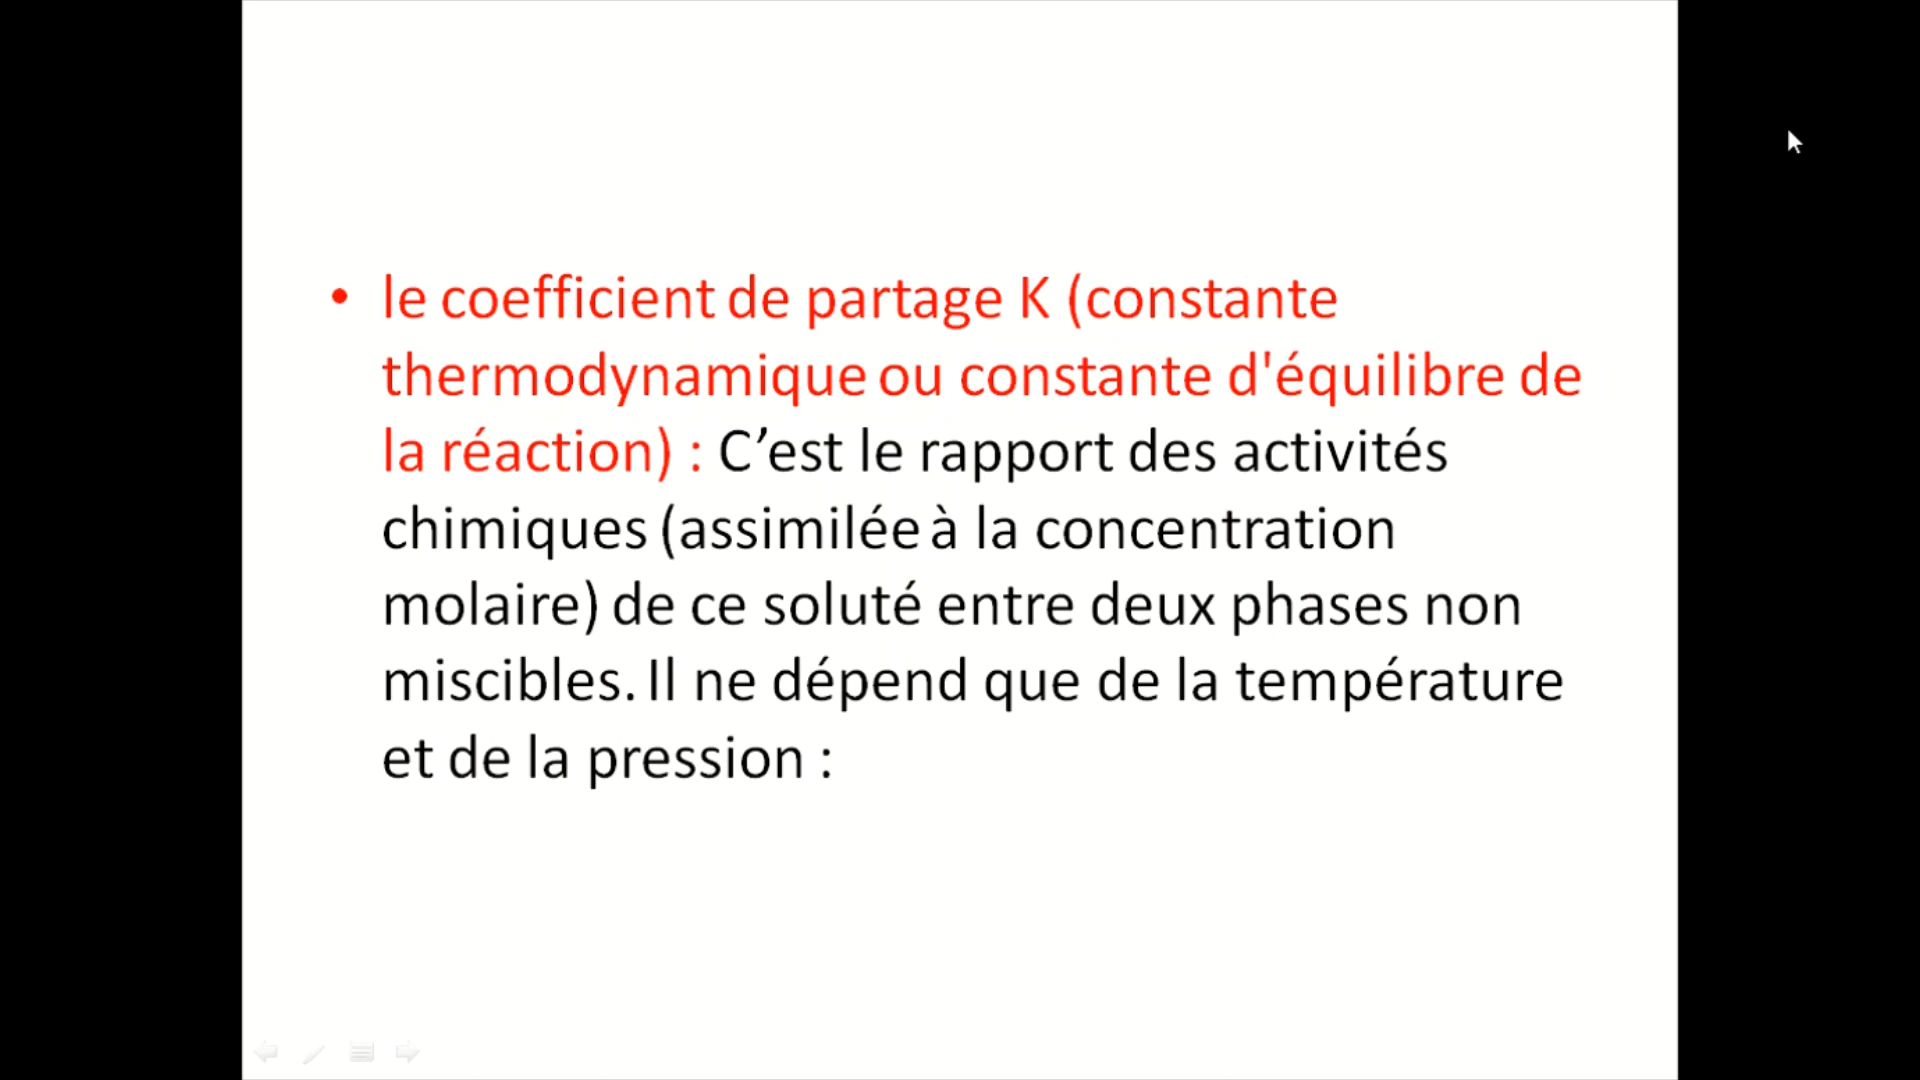 • le coefficient de partage K (constante
thermodynamique ou constante d'équilibre de
la réaction) : C’est le rapport des activités
chimiques (assimilée à la concentration
molaire) de ce soluté entre deux phases non
miscibles. Il ne dépend que de la température
et de la pression :